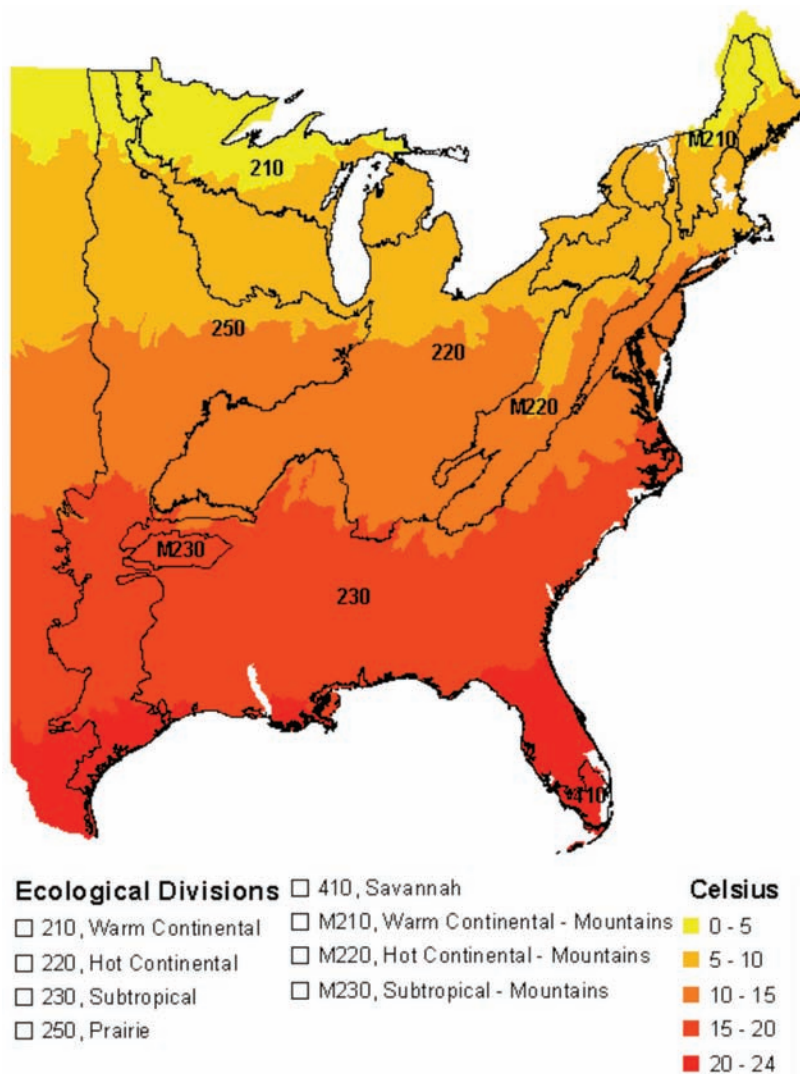 M210
210
250
220
M220
M230
230
410
Ecological Divisions
210, Warm Continental
220, Hot Continental
230, Subtropical
250, Prairie
410, Savannah
M210, Warm Continental - Mountains
M220, Hot Continental - Mountains
M230, Subtropical - Mountains
Celsius
0 - 5
5 - 10
10 - 15
15 - 20
20 - 24